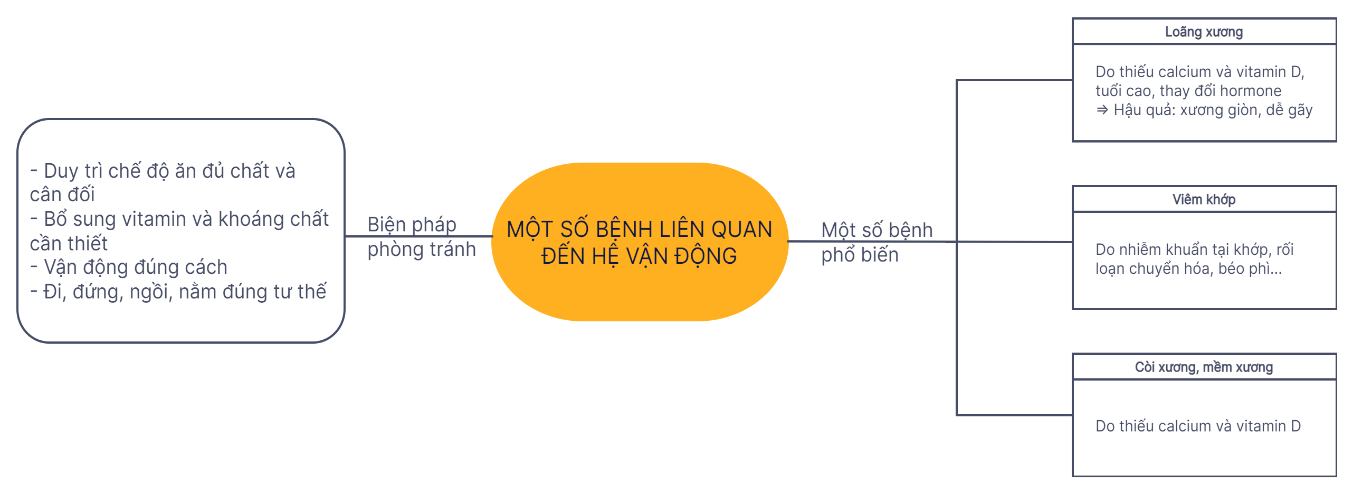 MỘT SỐ BỆNH LIÊN QUAN
ĐẾN HỆ VẬN ĐỘNG
Biện pháp
phòng tránh
- Duy trì chế độ ăn đủ chất và
cân đối
- Bổ sung vitamin và khoáng chất
cần thiết
- Vận động đúng cách
- Đi, đứng, ngồi, nằm đúng tư thế
Một số bệnh
phổ biến
Loãng xương
Do thiếu calcium và vitamin D,
tuổi cao, thay đổi hormone
⇒ Hậu quả: xương giòn, dễ gãy
Viêm khớp
Do nhiễm khuẩn tại khớp, rối
loạn chuyển hóa, béo phì...
Còi xương, mềm xương
Do thiếu calcium và vitamin D